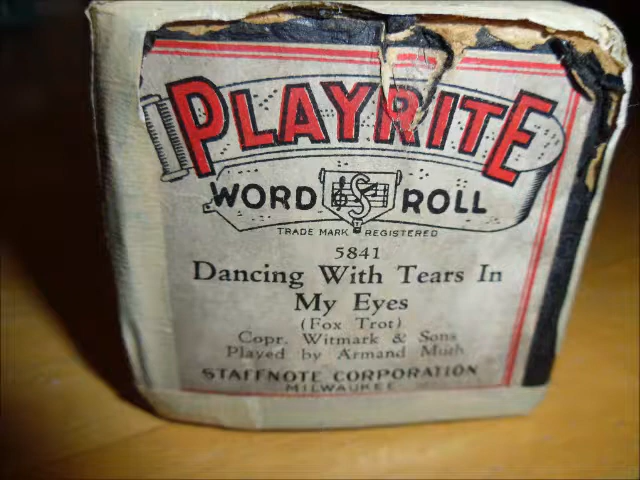 PLAYRITE
WORD S ROLL
TRADE MARK REGISTERED
5841
Dancing With Tears In
My Eyes
(Fox Trot)
Copr. Witmark & Sons
Played by Armand Muth
STAFFNOTE CORPORATION
MILWAUKEE